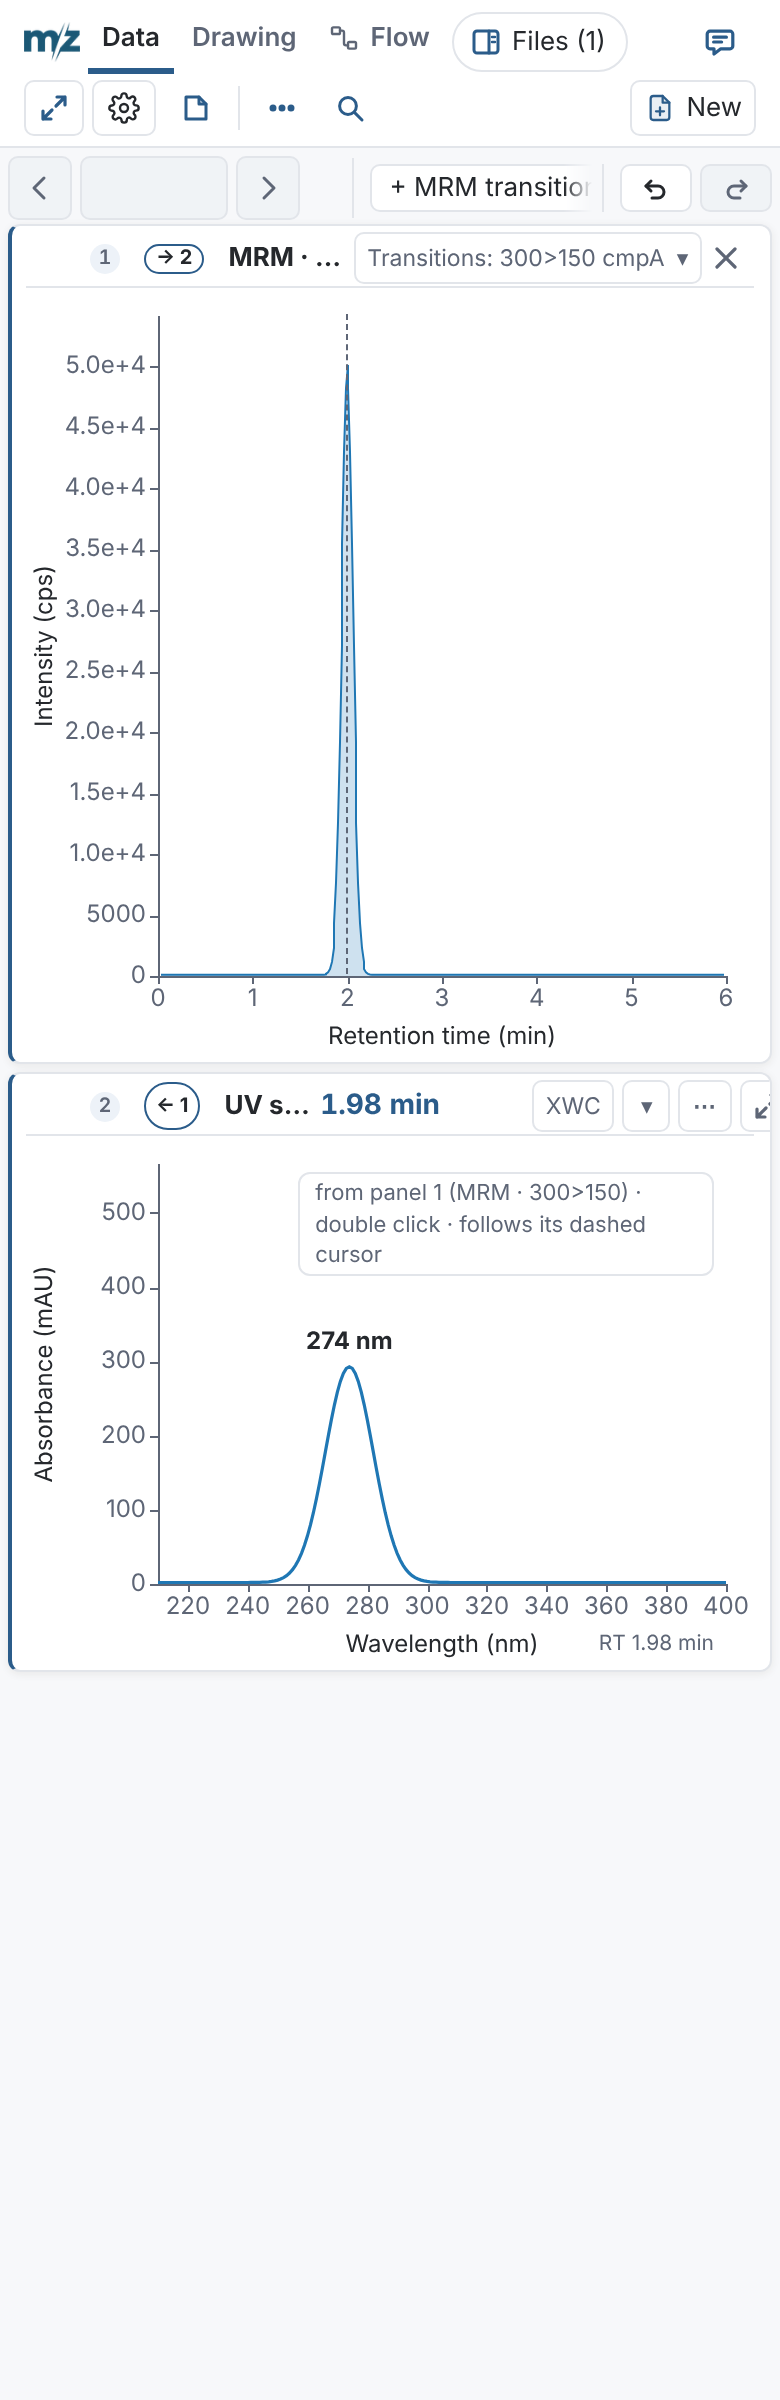 m/z Data Drawing Flow Files (1)
New
+ MRM transition
1 → 2 MRM · ... Transitions: 300>150 cmpA ▾
5.0e+4
4.5e+4
4.0e+4
3.5e+4
3.0e+4
2.5e+4
2.0e+4
1.5e+4
1.0e+4
5000
0
Intensity (cps)
0 1 2 3 4 5 6
Retention time (min)
2 ← 1 UV s... 1.98 min XWC ▾ ...
from panel 1 (MRM · 300>150) ·
double click · follows its dashed
cursor
500
400
300
200
100
0
Absorbance (mAU)
274 nm
220 240 260 280 300 320 340 360 380 400
Wavelength (nm) RT 1.98 min